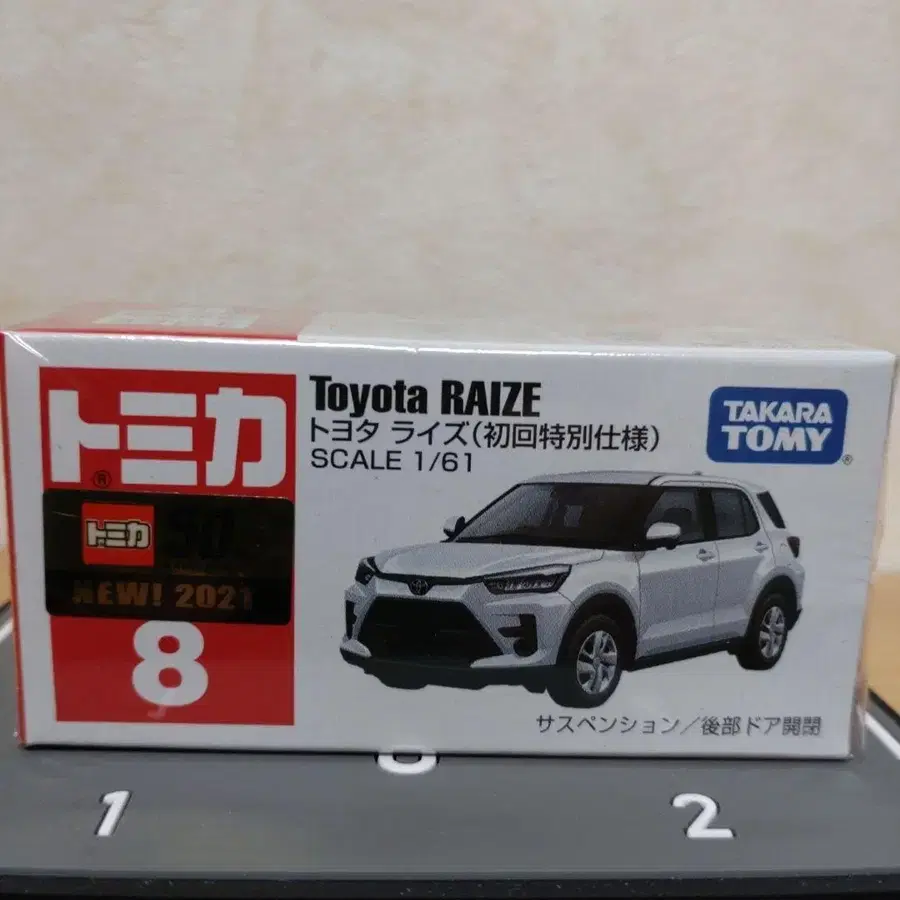 トミカ
®
Toyota RAIZE
トヨタ ライズ(初回特別仕様)
SCALE 1/61
TAKARA
TOMY
®
トミカ
50
NEW! 2021
8
サスペンション/後部ドア開閉
1
2